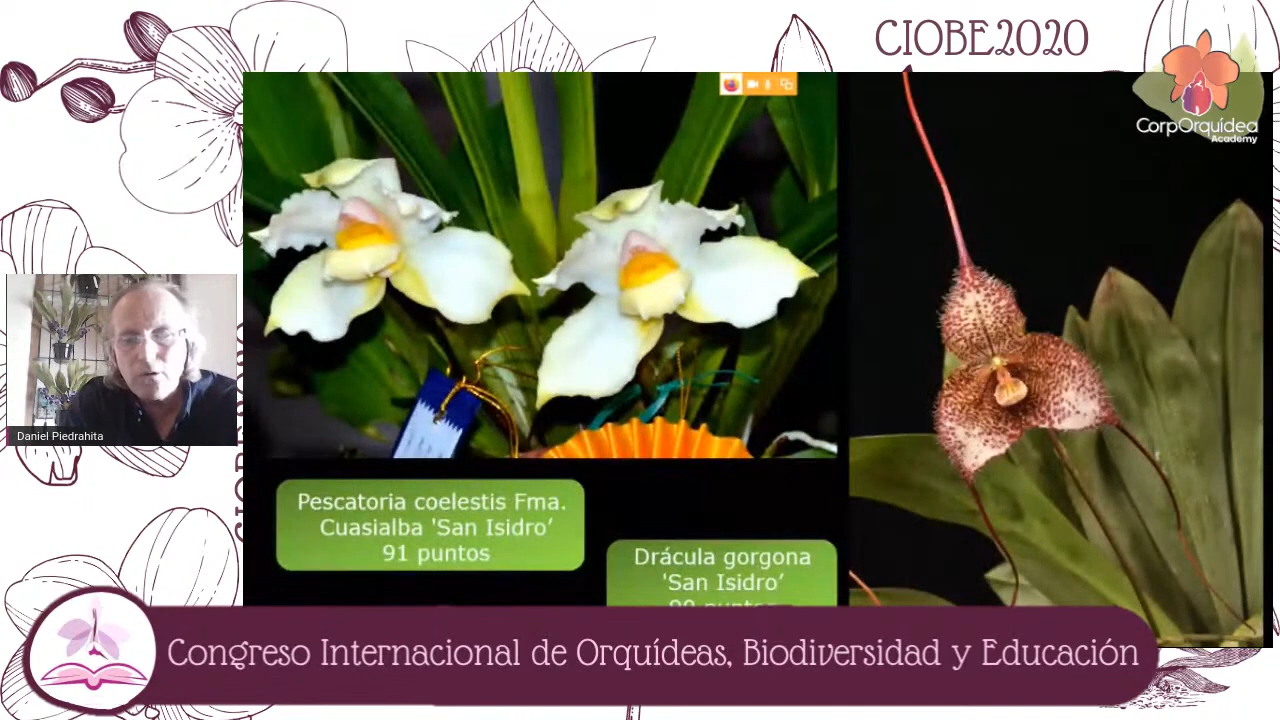 CIOBE2020
CorpOrquídea
Academy
Daniel Piedrahita
Pescatoria coelestis Fma.
Cuasialba 'San Isidro’
91 puntos
Drácula gorgona
'San Isidro’
puntos
Congreso Internacional de Orquídeas, Biodiversidad y Educación